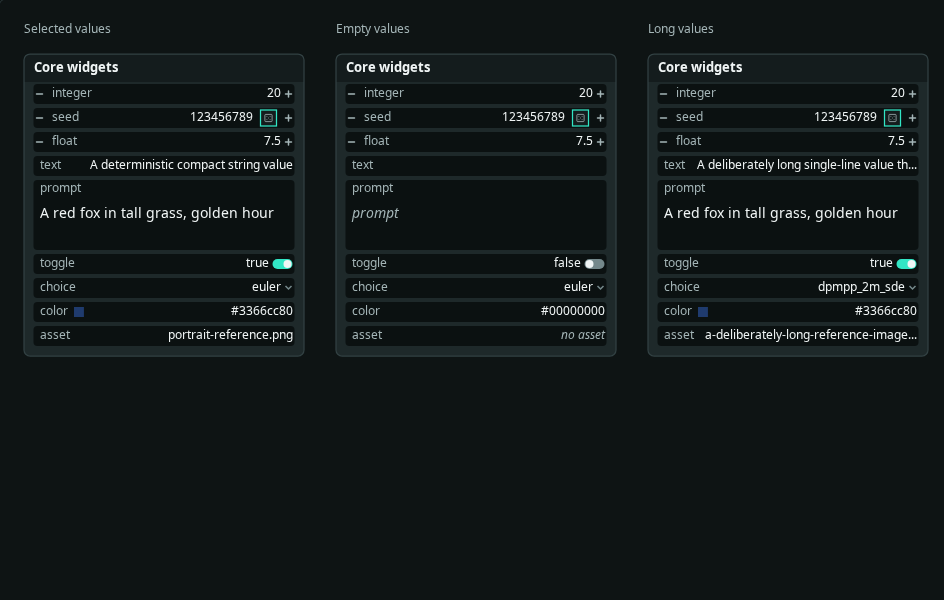 Selected values
Empty values
Long values
Core widgets
− integer 20 +
− seed 123456789 +
− float 7.5 +
text A deterministic compact string value
prompt
A red fox in tall grass, golden hour
toggle true
choice euler
color #3366cc80
asset portrait-reference.png
Core widgets
− integer 20 +
− seed 123456789 +
− float 7.5 +
text
prompt
prompt
toggle false
choice euler
color #00000000
asset no asset
Core widgets
− integer 20 +
− seed 123456789 +
− float 7.5 +
text A deliberately long single-line value th...
prompt
A red fox in tall grass, golden hour
toggle true
choice dpmpp_2m_sde
color #3366cc80
asset a-deliberately-long-reference-image...